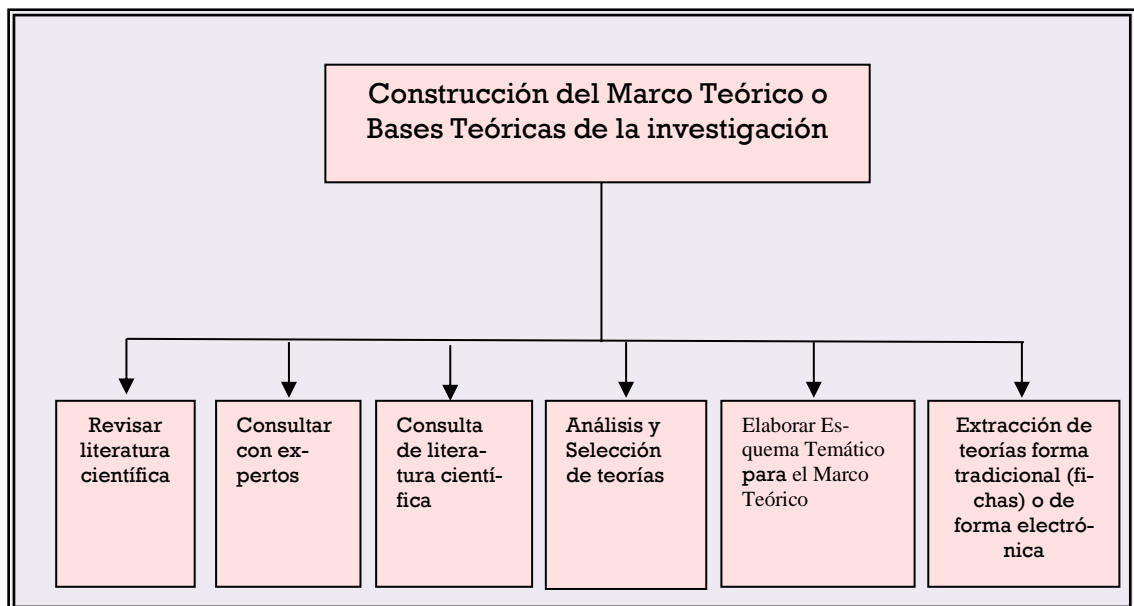 Construcción del Marco Teórico o
Bases Teóricas de la investigación
Revisar
literatura
científica
Consultar
con ex-
pertos
Consulta
de litera-
tura cientí-
fica
Análisis y
Selección
de teorías
Elaborar Es-
quema Temático
para el Marco
Teórico
Extracción de
teorías forma
tradicional (fi-
chas) o de
forma electró-
nica